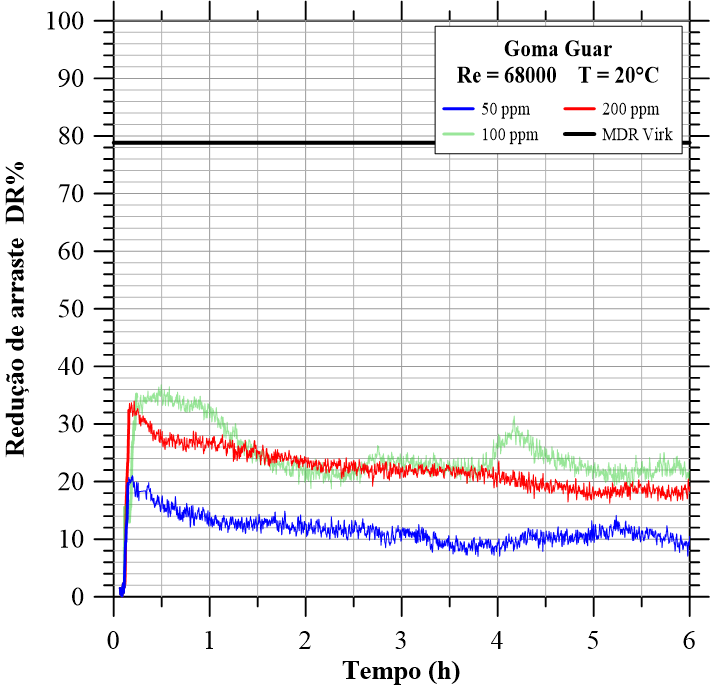 Goma Guar
Re = 68000 T = 20°C
50 ppm 200 ppm
100 ppm MDR Virk
Redução de arraste DR%
100
90
80
70
60
50
40
30
20
10
0
0 1 2 3 4 5 6
Tempo (h)